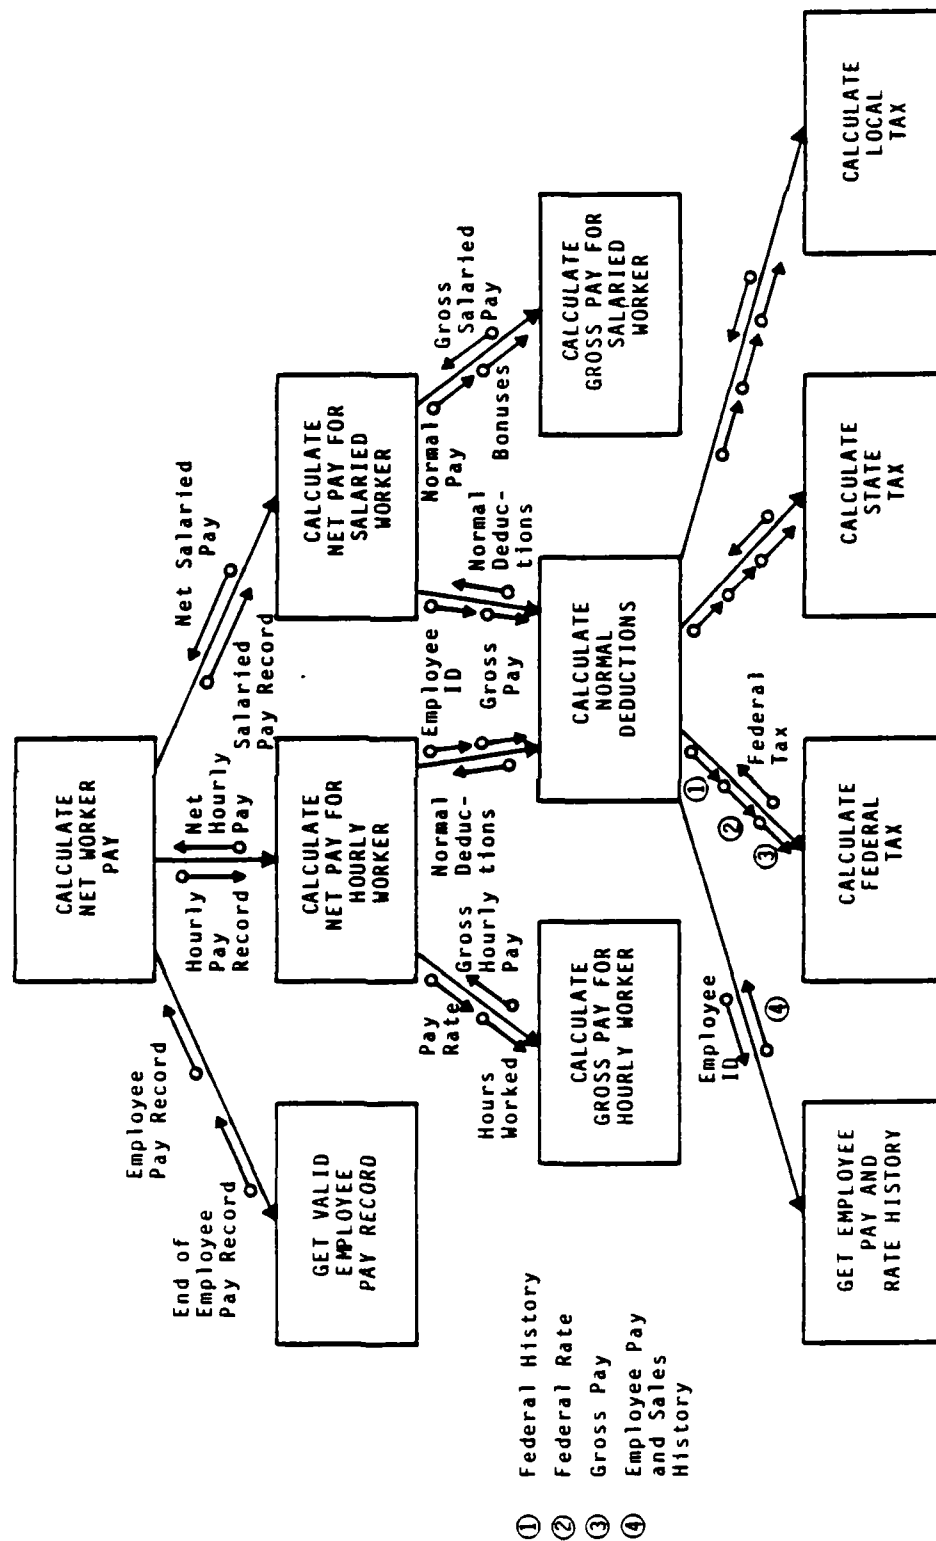 CALCULATE
NET WORKER
PAY
Employee
Pay Record
End of
Employee
Pay Record
Hourly
Pay
Record
Net
Hourly
Pay
Net Salaried
Pay
Salaried
Pay Record
GET VALID
EMPLOYEE
PAY RECORD
CALCULATE
NET PAY FOR
HOURLY
WORKER
CALCULATE
NET PAY FOR
SALARIED
WORKER
Pay
Rate
Hours
Worked
Gross
Hourly
Pay
Normal
Deduc-
tions
Employee
ID
Gross
Pay
Normal
Deduc-
tions
Normal
Pay
Bonuses
Gross
Salaried
Pay
CALCULATE
GROSS PAY FOR
HOURLY WORKER
CALCULATE
NORMAL
DEDUCTIONS
CALCULATE
GROSS PAY FOR
SALARIED
WORKER
① Federal History
② Federal Rate
③ Gross Pay
④ Employee Pay
and Sales
History
Employee
ID
④
①
②
③
Federal
Tax
GET EMPLOYEE
PAY AND
RATE HISTORY
CALCULATE
FEDERAL
TAX
CALCULATE
STATE
TAX
CALCULATE
LOCAL
TAX